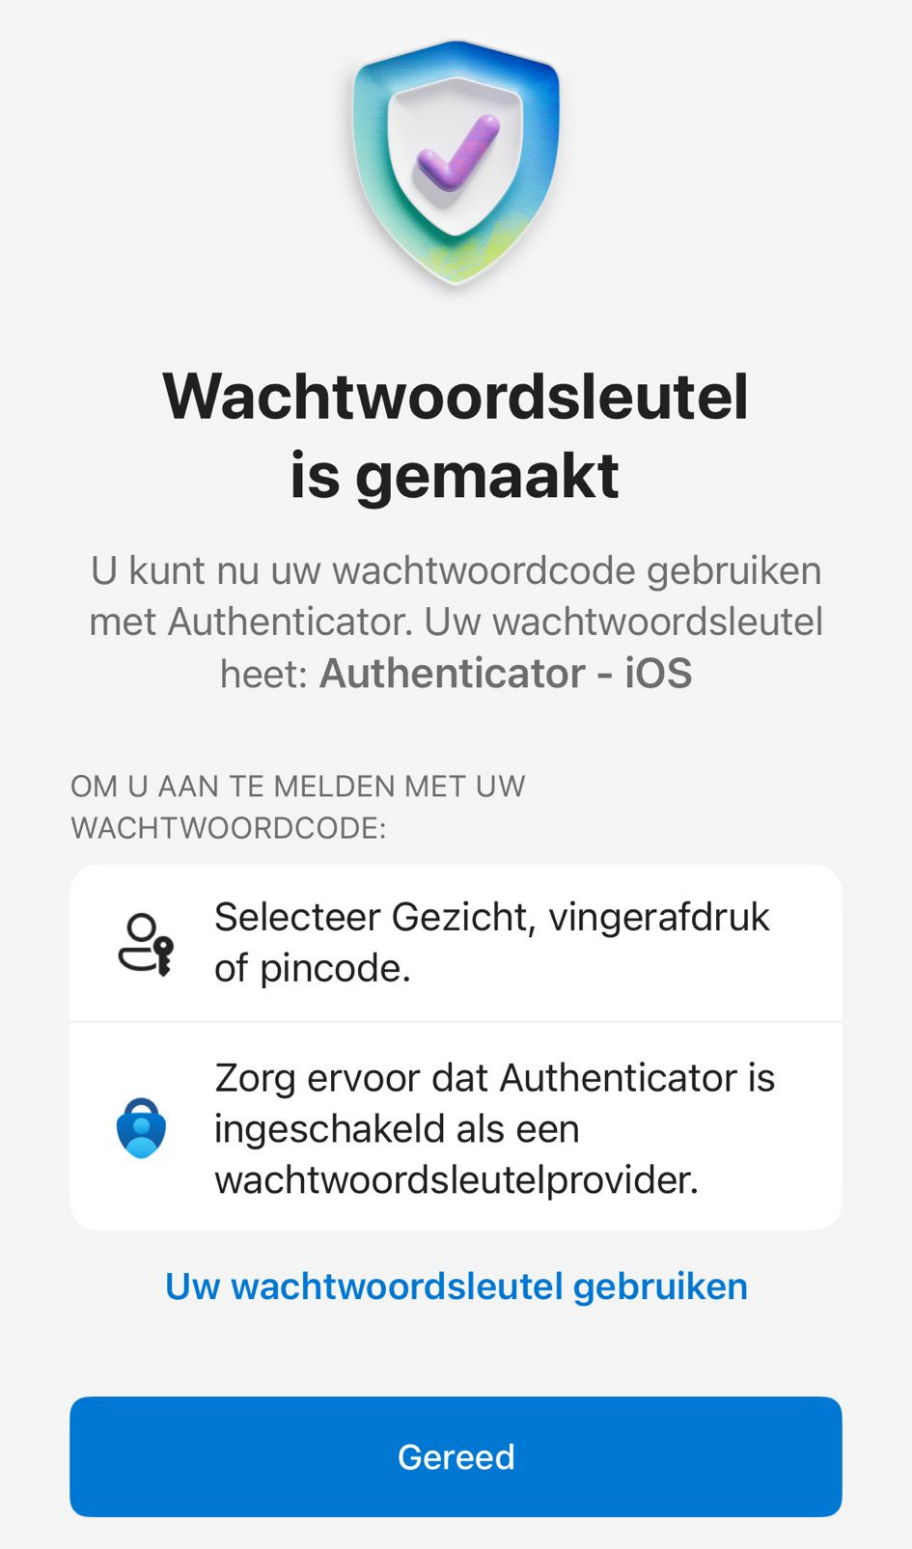 Wachtwoordsleutel
is gemaakt
U kunt nu uw wachtwoordcode gebruiken
met Authenticator. Uw wachtwoordsleutel
heet: Authenticator - iOS
OM U AAN TE MELDEN MET UW
WACHTWOORDCODE:
Selecteer Gezicht, vingerafdruk
of pincode.
Zorg ervoor dat Authenticator is
ingeschakeld als een
wachtwoordsleutelprovider.
Uw wachtwoordsleutel gebruiken
Gereed